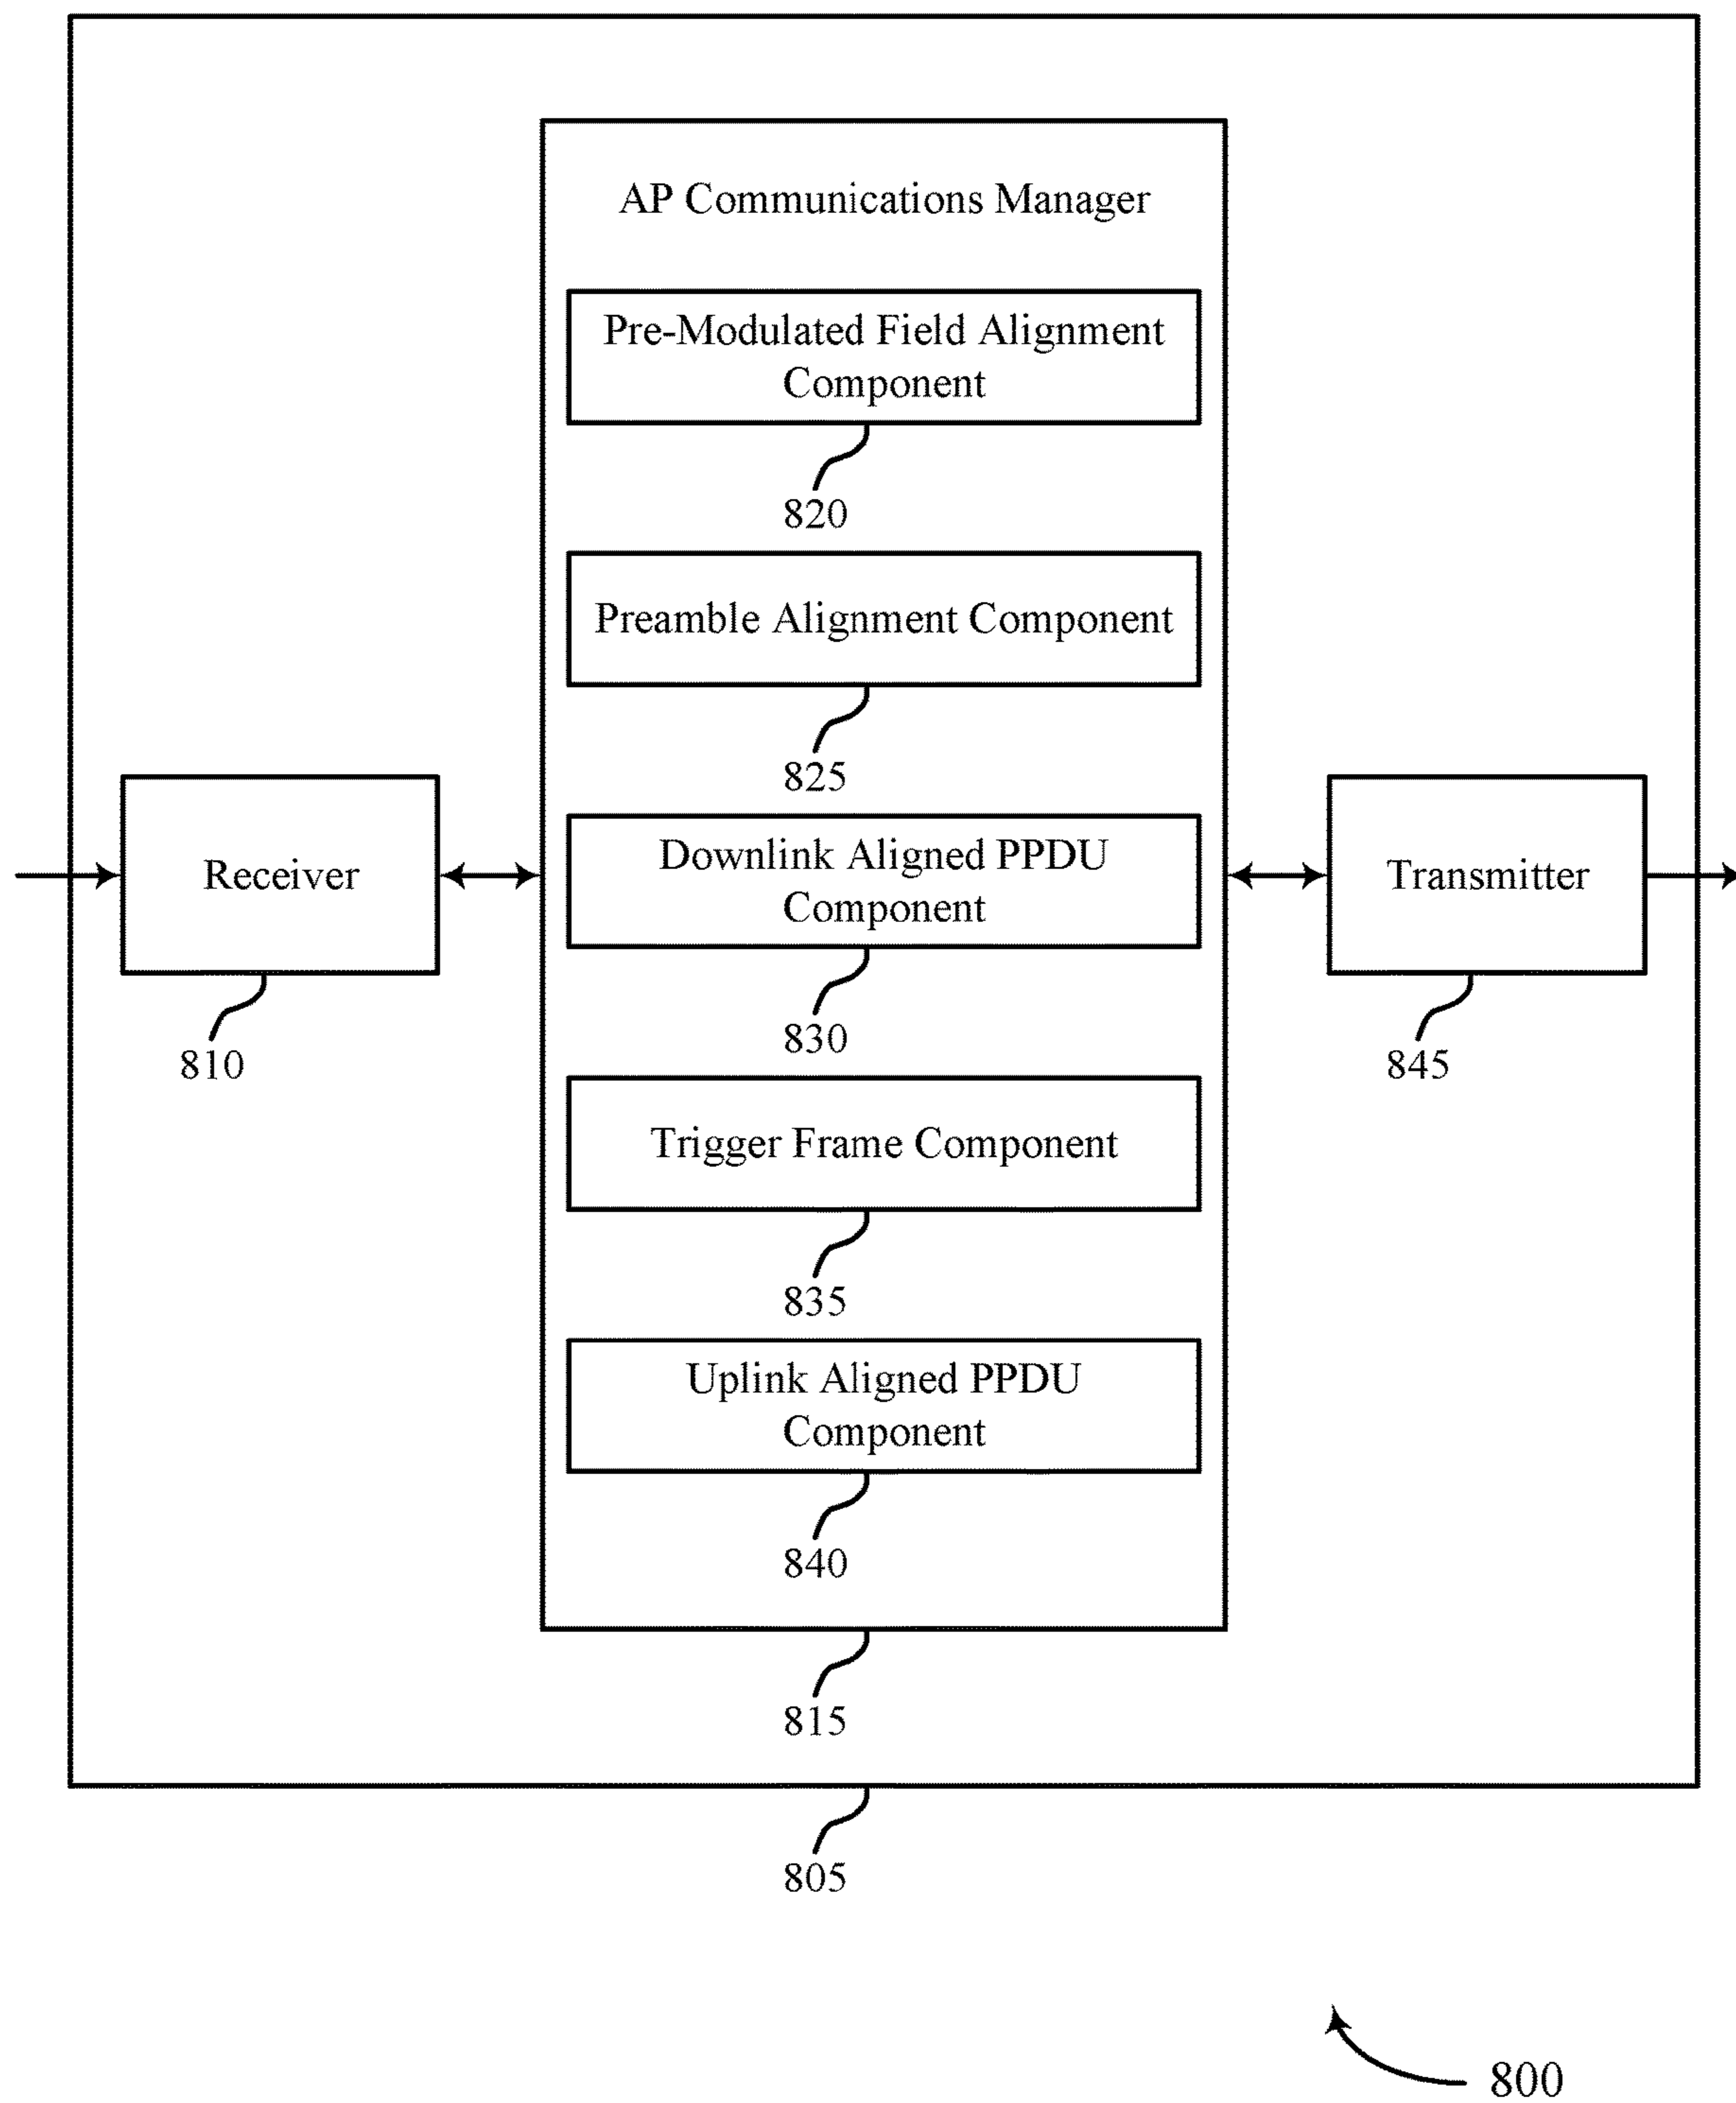 AP Communications Manager
Pre-Modulated Field Alignment
Component
820
Preamble Alignment Component
825
Receiver
810
Downlink Aligned PPDU
Component
830
Transmitter
845
Trigger Frame Component
835
Uplink Aligned PPDU
Component
840
815
805
800